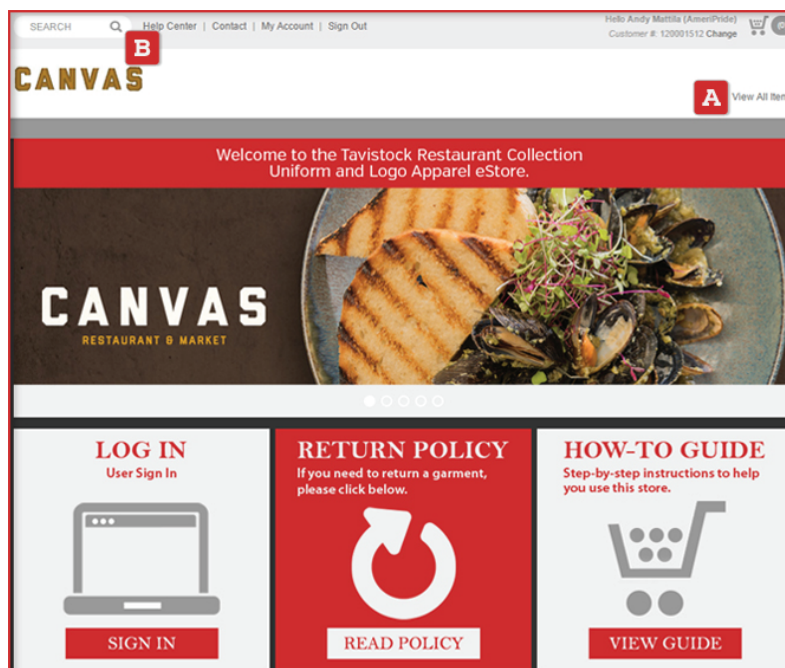 SEARCH
Help Center | Contact | My Account | Sign Out
Hello Andy Mattila (AmeriPride)
Customer #: 120001512 Change
B
CANVAS
A
View All Iten
Welcome to the Tavistock Restaurant Collection
Uniform and Logo Apparel eStore.
CANVAS
RESTAURANT & MARKET
LOG IN
User Sign In
SIGN IN
RETURN POLICY
If you need to return a garment,
please click below.
READ POLICY
HOW-TO GUIDE
Step-by-step instructions to help
you use this store.
VIEW GUIDE